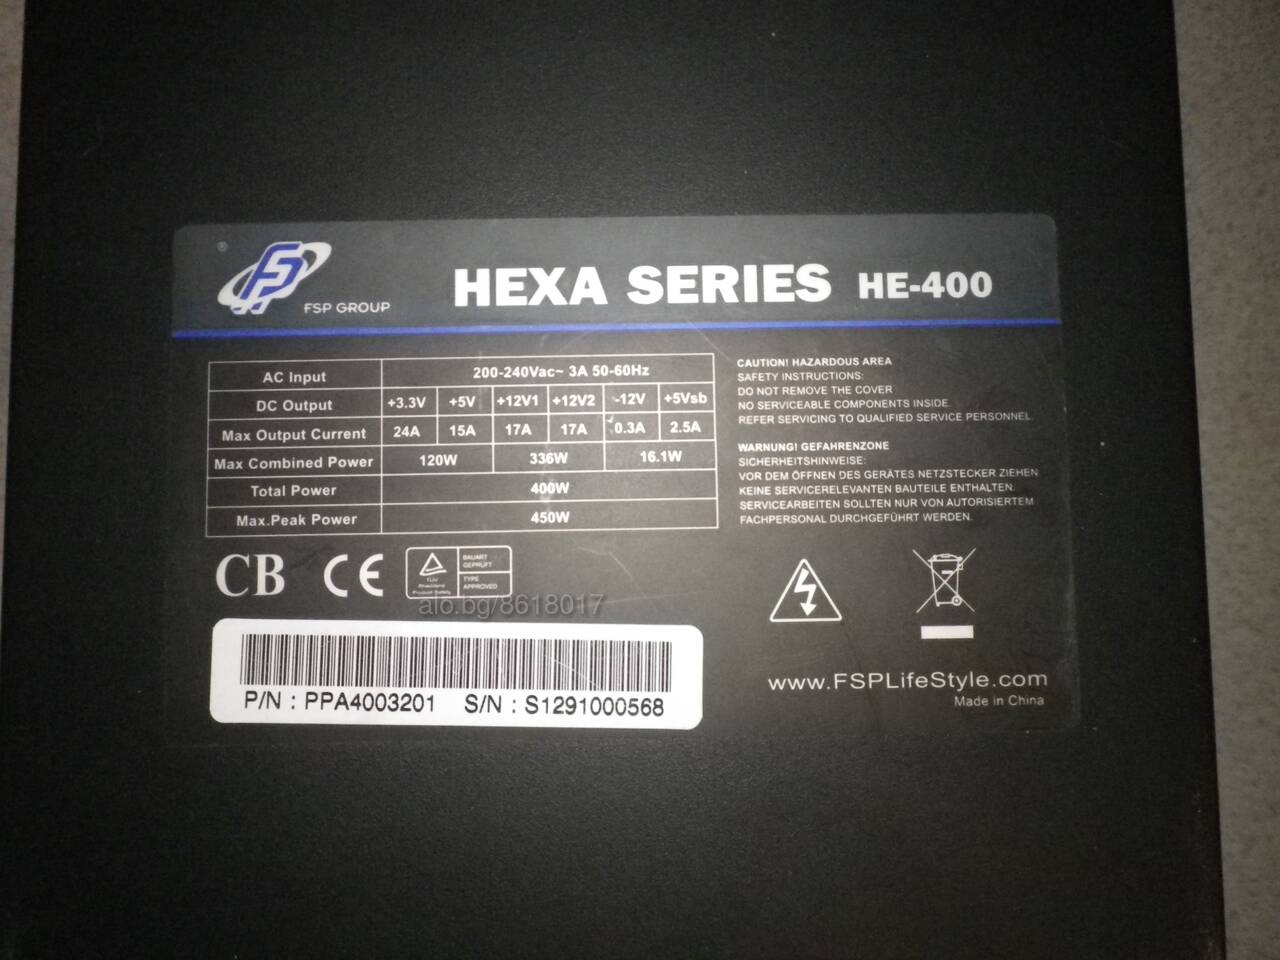 ®
FSP GROUP
HEXA SERIES HE-400
AC Input 200-240Vac~ 3A 50-60Hz
DC Output +3.3V +5V +12V1 +12V2 -12V +5Vsb
Max Output Current 24A 15A 17A 17A 0.3A 2.5A
Max Combined Power 120W 336W 16.1W
Total Power 400W
Max.Peak Power 450W
CAUTION! HAZARDOUS AREA
SAFETY INSTRUCTIONS:
DO NOT REMOVE THE COVER
NO SERVICEABLE COMPONENTS INSIDE
REFER SERVICING TO QUALIFIED SERVICE PERSONNEL.
WARNUNG! GEFAHRENZONE
SICHERHEITSHINWEISE:
VOR DEM ÖFFNEN DES GERÄTES NETZSTECKER ZIEHEN
KEINE SERVICERELEVANTEN BAUTEILE ENTHALTEN.
SERVICEARBEITEN SOLLTEN NUR VON AUTORISIERTEM
FACHPERSONAL DURCHGEFÜHRT WERDEN.
CB CE
TÜV
Rheinland
Product Safety
BAUART
GEPRÜFT
TYPE
APPROVED
alo.bg/8618017
P/N : PPA4003201 S/N : S1291000568
www.FSPLifeStyle.com
Made in China